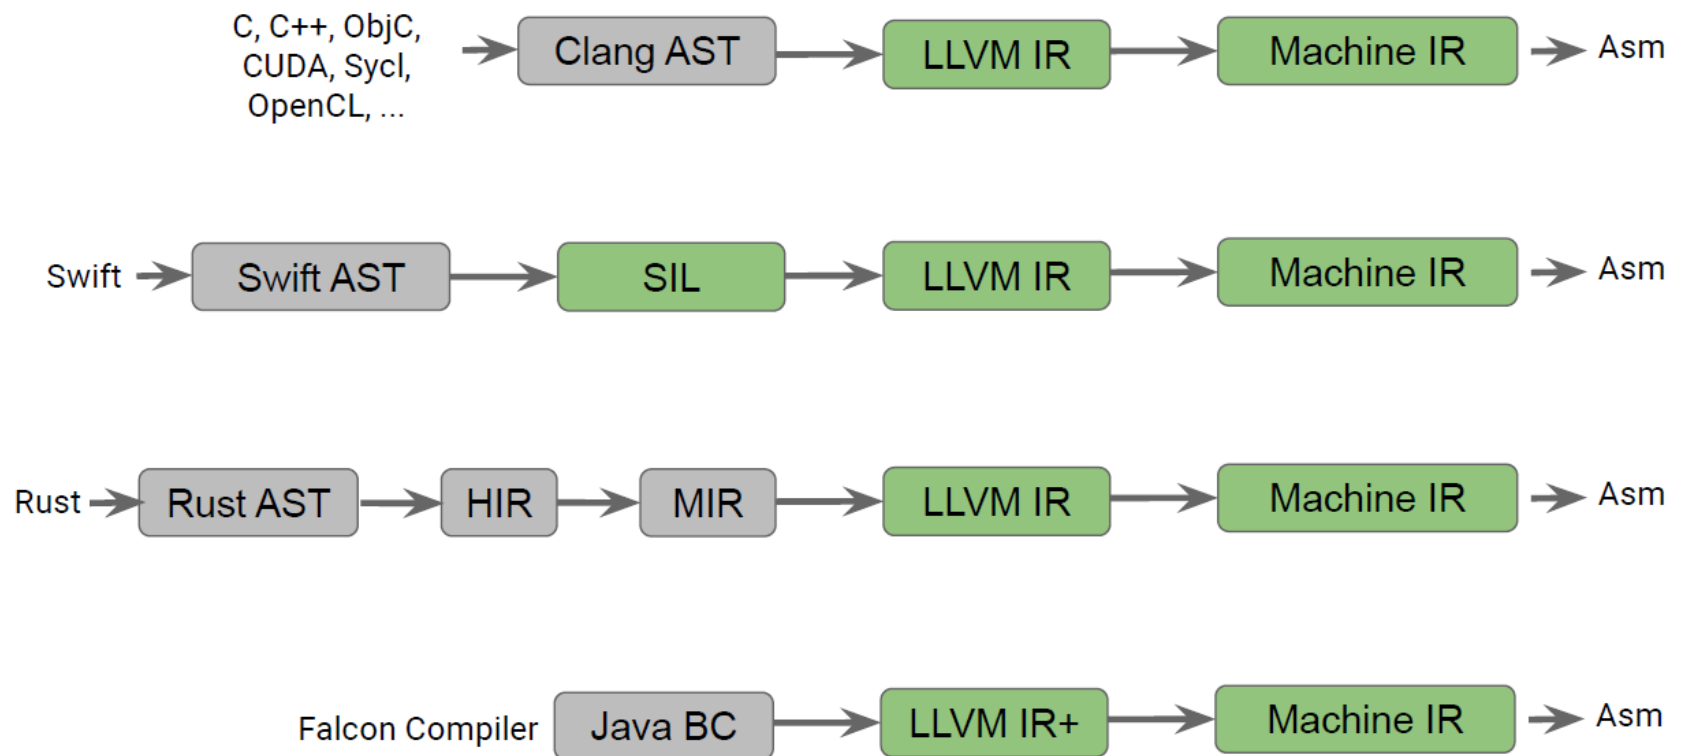 C, C++, ObjC,
CUDA, Sycl,
OpenCL, ...
Clang AST
LLVM IR
Machine IR
Asm
Swift
Swift AST
SIL
LLVM IR
Machine IR
Asm
Rust
Rust AST
HIR
MIR
LLVM IR
Machine IR
Asm
Falcon Compiler
Java BC
LLVM IR+
Machine IR
Asm